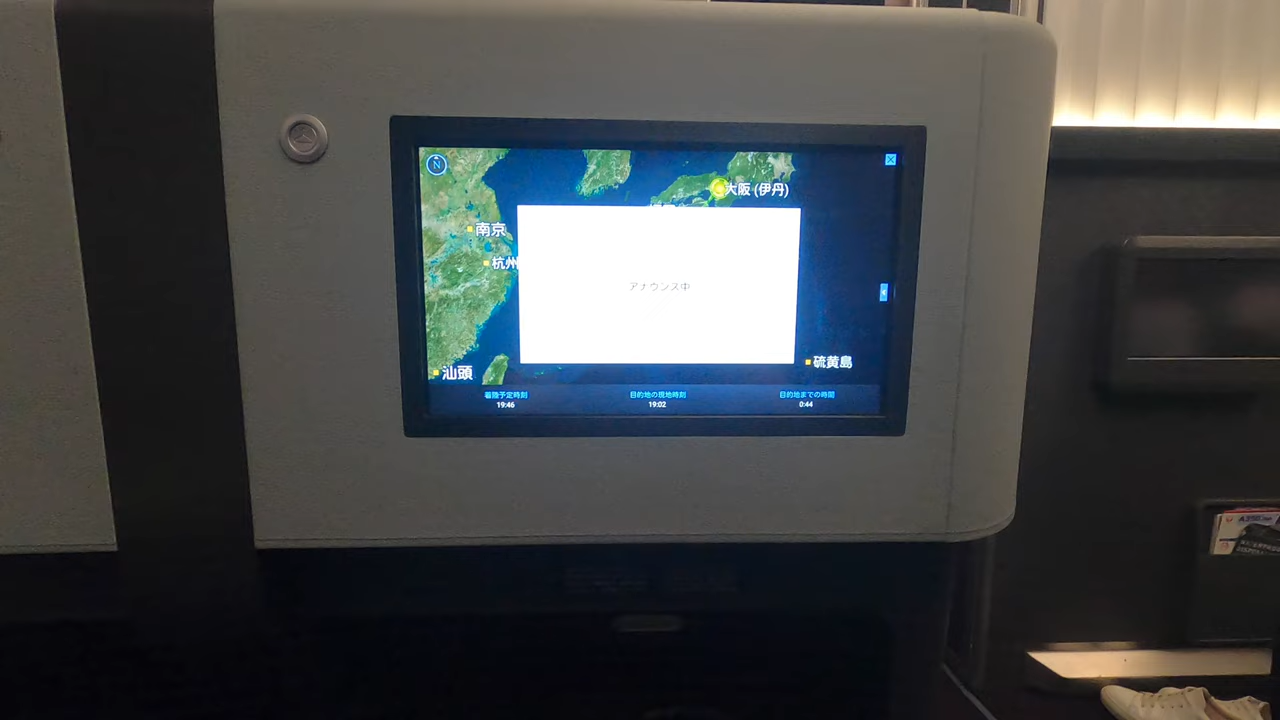 N
大阪 (伊丹)
南京
杭州
アナウンス中
硫黄島
汕頭
着陸予定時刻
目的地の現地時刻
目的地までの時間
19:46
19:02
0:44